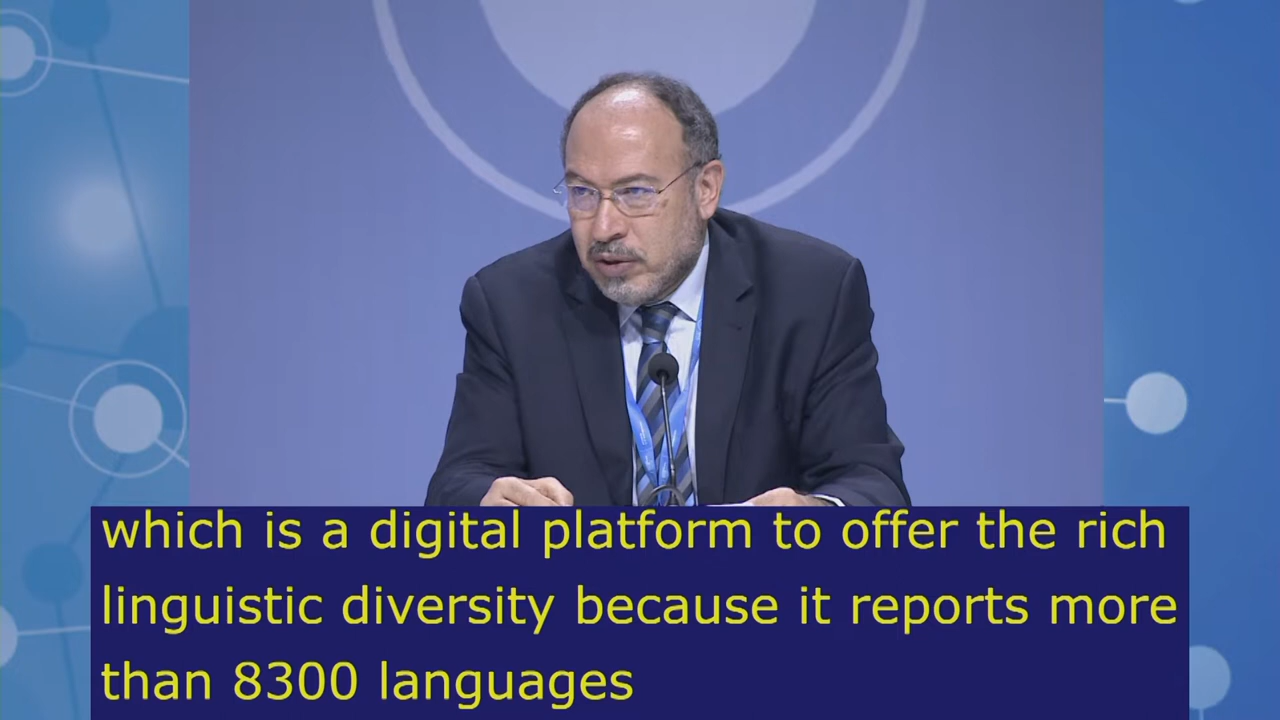 which is a digital platform to offer the rich
linguistic diversity because it reports more
than 8300 languages